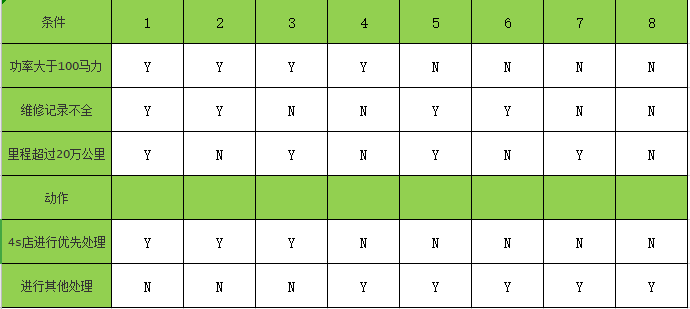 条件 1 2 3 4 5 6 7 8
功率大于100马力 Y Y Y Y N N N N
维修记录不全 Y Y N N Y Y N N
里程超过20万公里 Y N Y N Y N Y N
动作
4s店进行优先处理 Y Y Y N N N N N
进行其他处理 N N N Y Y Y Y Y